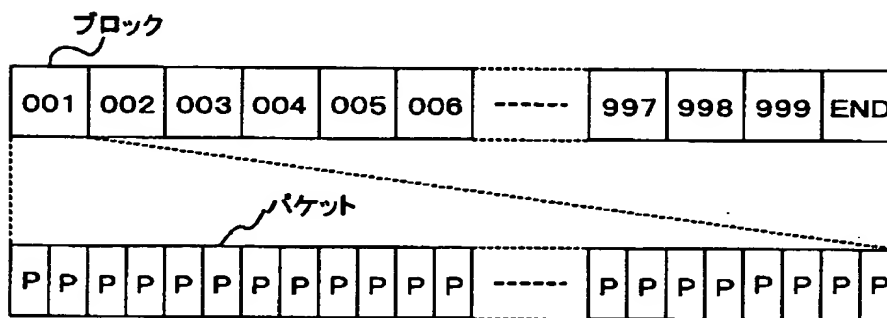 ブロック
001 002 003 004 005 006 ------ 997 998 999 END
パケット
P P P P P P P P P P P P ------ P P P P P P P P